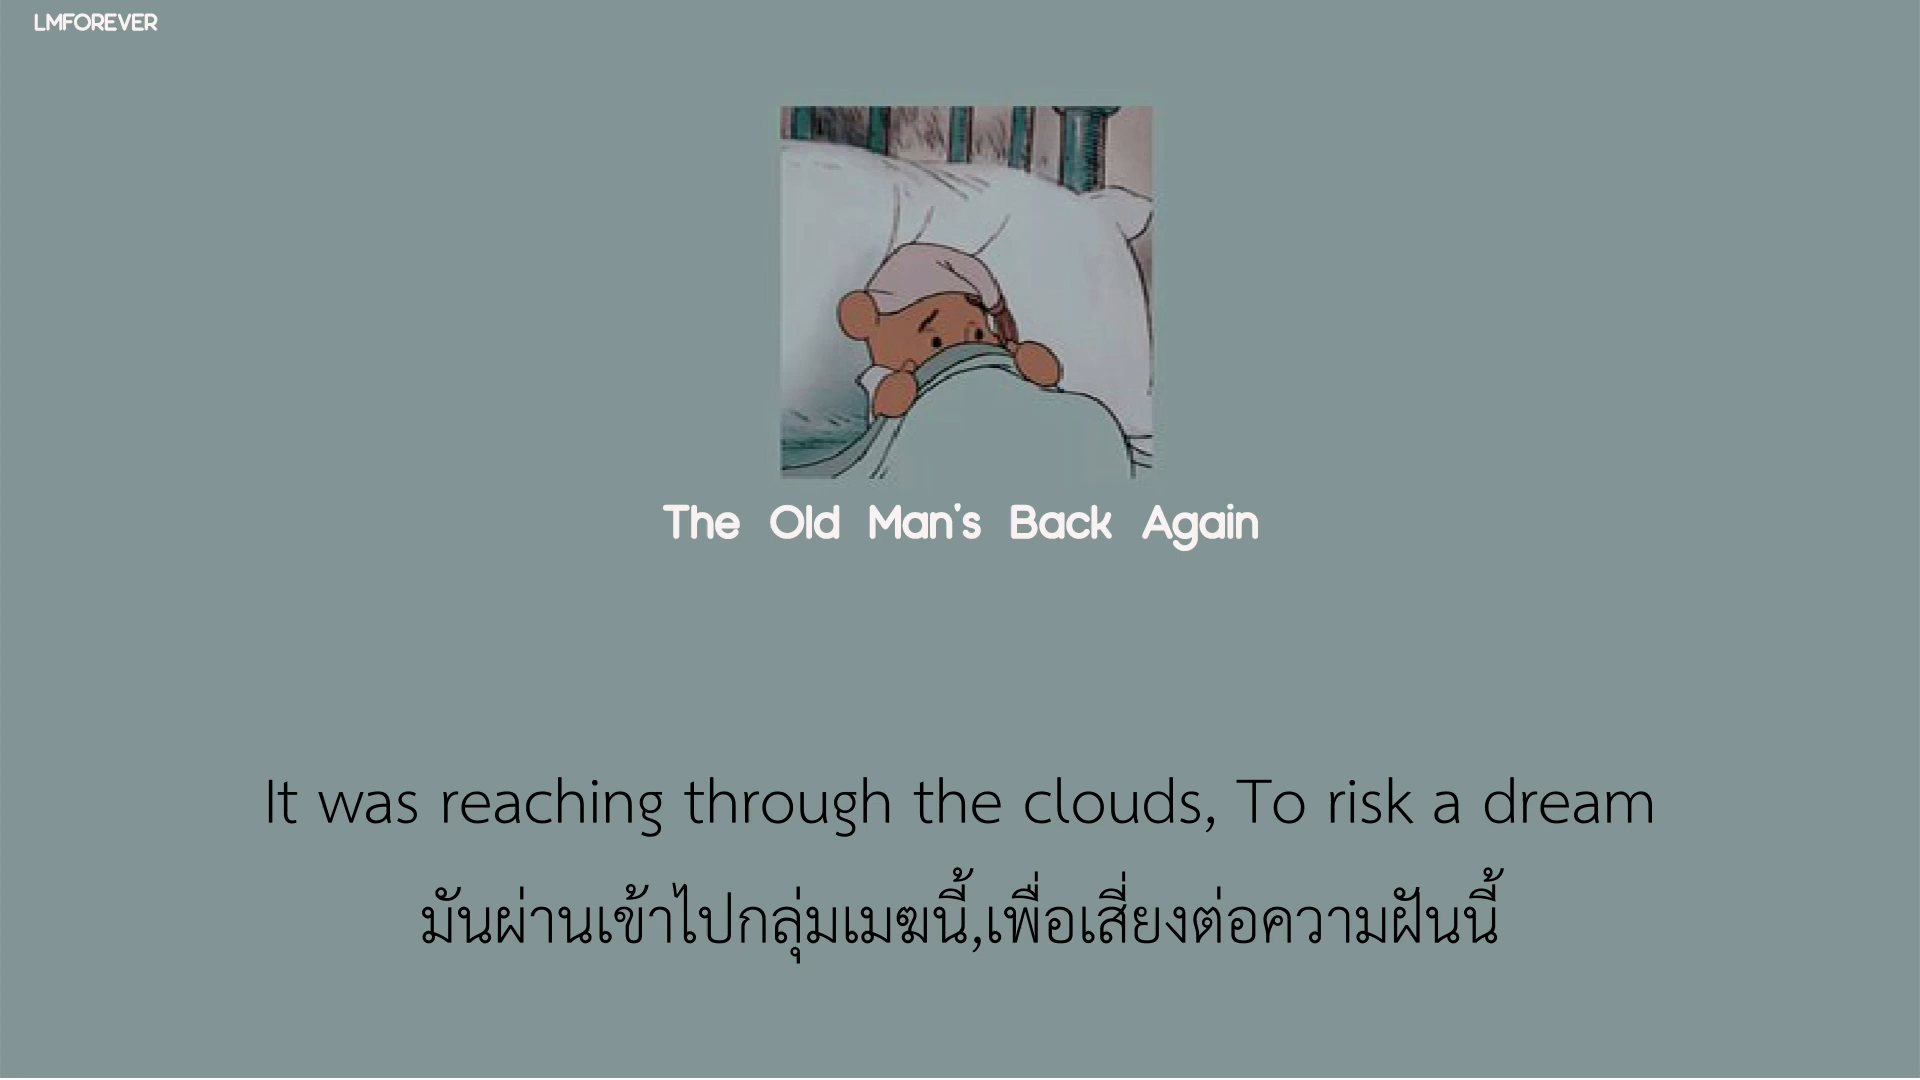 LMFOREVER
The Old Man's Back Again
It was reaching through the clouds, To risk a dream
มันผ่านเข้าไปกลุ่มเมฆนี้,เพื่อเสี่ยงต่อความฝันนี้